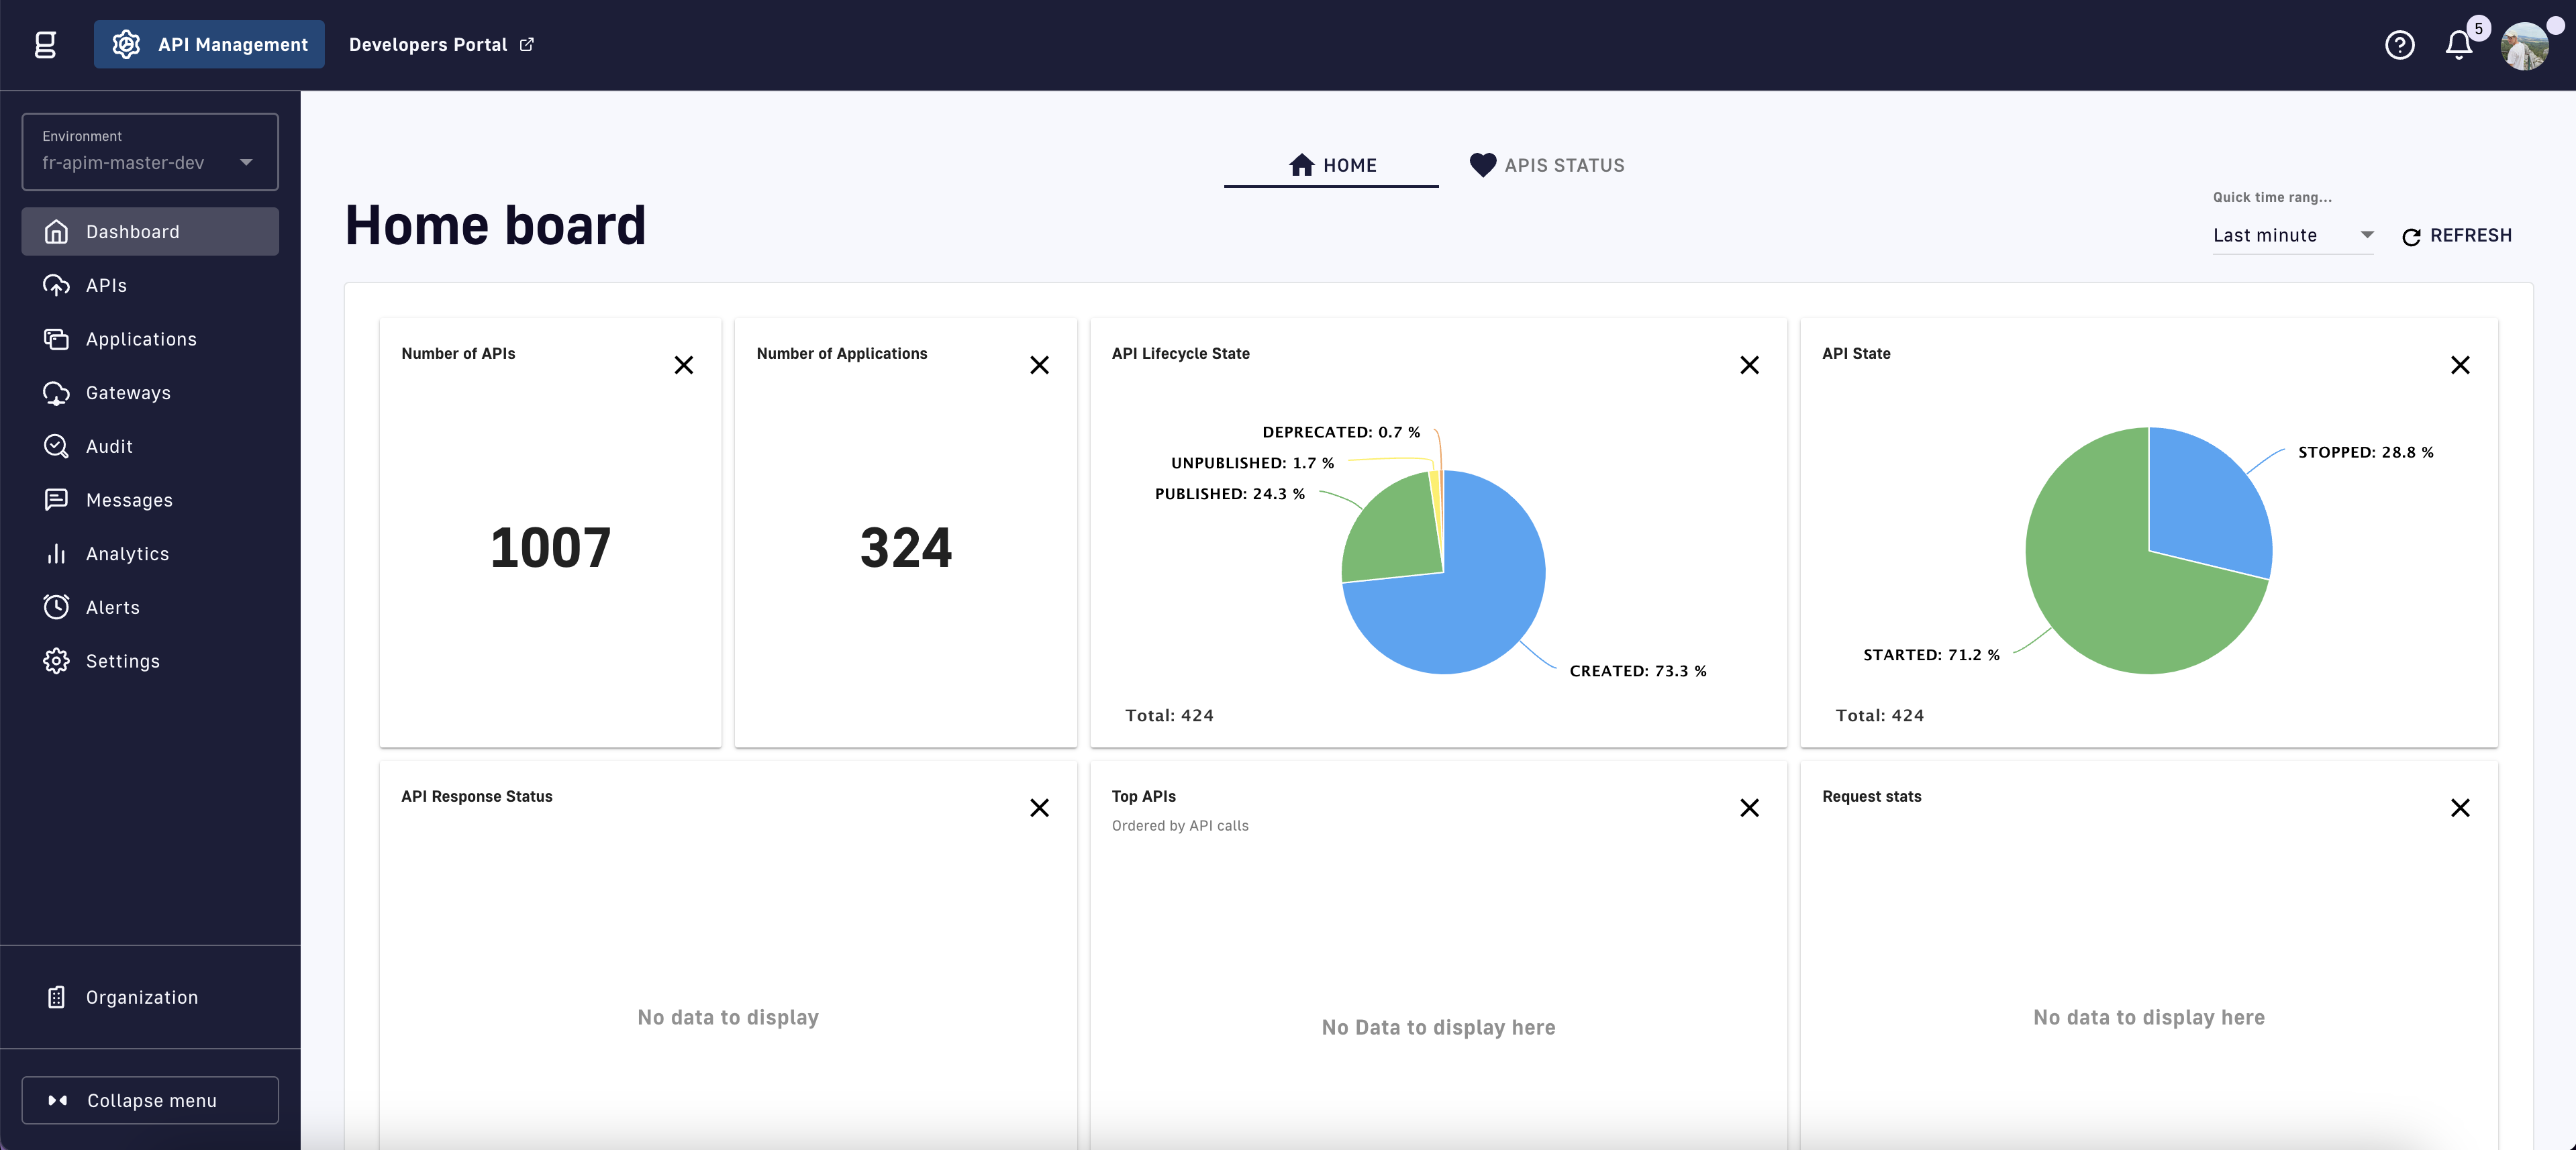 g
API Management
Developers Portal
5
Environment
fr-apim-master-dev
Dashboard
APIs
Applications
Gateways
Audit
Messages
Analytics
Alerts
Settings
Organization
Collapse menu
HOME
APIS STATUS
Home board
Quick time rang...
Last minute
REFRESH
Number of APIs
1007
Number of Applications
324
API Lifecycle State
DEPRECATED: 0.7 %
UNPUBLISHED: 1.7 %
PUBLISHED: 24.3 %
CREATED: 73.3 %
Total: 424
API State
STOPPED: 28.8 %
STARTED: 71.2 %
Total: 424
API Response Status
No data to display
Top APIs
Ordered by API calls
No Data to display here
Request stats
No data to display here